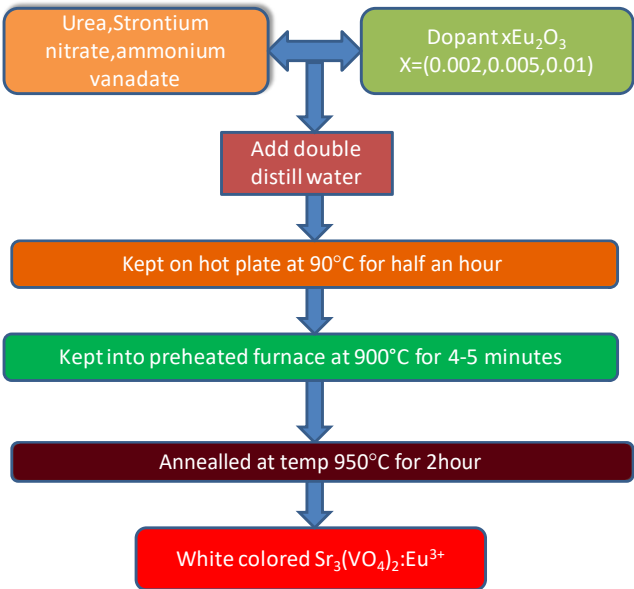 Urea,Strontium
nitrate,ammonium
vanadate
Dopant xEu₂O₃
X=(0.002,0.005,0.01)
Add double
distill water
Kept on hot plate at 90°C for half an hour
Kept into preheated furnace at 900°C for 4-5 minutes
Annealled at temp 950°C for 2hour
White colored Sr₃(VO₄)₂:Eu³⁺